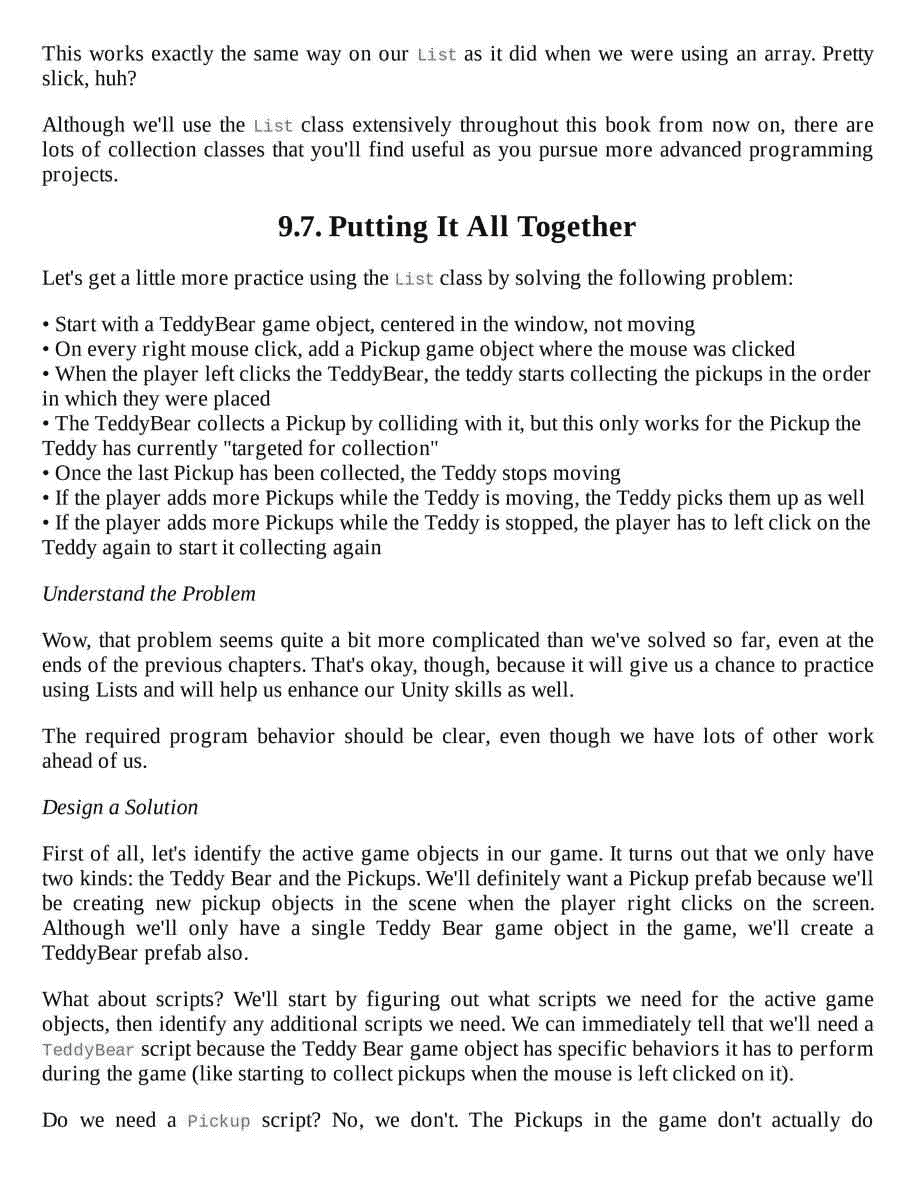 This works exactly the same way on our List as it did when we were using an array. Pretty
slick, huh?
Although we'll use the List class extensively throughout this book from now on, there are
lots of collection classes that you'll find useful as you pursue more advanced programming
projects.
9.7. Putting It All Together
Let's get a little more practice using the List class by solving the following problem:
• Start with a TeddyBear game object, centered in the window, not moving
• On every right mouse click, add a Pickup game object where the mouse was clicked
• When the player left clicks the TeddyBear, the teddy starts collecting the pickups in the order
in which they were placed
• The TeddyBear collects a Pickup by colliding with it, but this only works for the Pickup the
Teddy has currently "targeted for collection"
• Once the last Pickup has been collected, the Teddy stops moving
• If the player adds more Pickups while the Teddy is moving, the Teddy picks them up as well
• If the player adds more Pickups while the Teddy is stopped, the player has to left click on the
Teddy again to start it collecting again
Understand the Problem
Wow, that problem seems quite a bit more complicated than we've solved so far, even at the
ends of the previous chapters. That's okay, though, because it will give us a chance to practice
using Lists and will help us enhance our Unity skills as well.
The required program behavior should be clear, even though we have lots of other work
ahead of us.
Design a Solution
First of all, let's identify the active game objects in our game. It turns out that we only have
two kinds: the Teddy Bear and the Pickups. We'll definitely want a Pickup prefab because we'll
be creating new pickup objects in the scene when the player right clicks on the screen.
Although we'll only have a single Teddy Bear game object in the game, we'll create a
TeddyBear prefab also.
What about scripts? We'll start by figuring out what scripts we need for the active game
objects, then identify any additional scripts we need. We can immediately tell that we'll need a
TeddyBear script because the Teddy Bear game object has specific behaviors it has to perform
during the game (like starting to collect pickups when the mouse is left clicked on it).
Do we need a Pickup script? No, we don't. The Pickups in the game don't actually do